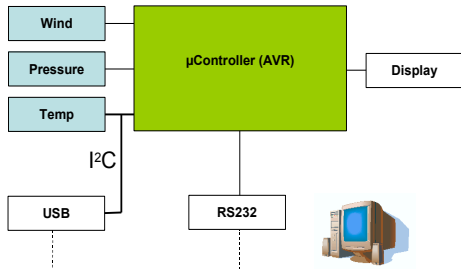 Wind
µController (AVR)
Pressure
Display
Temp
I²C
USB
RS232